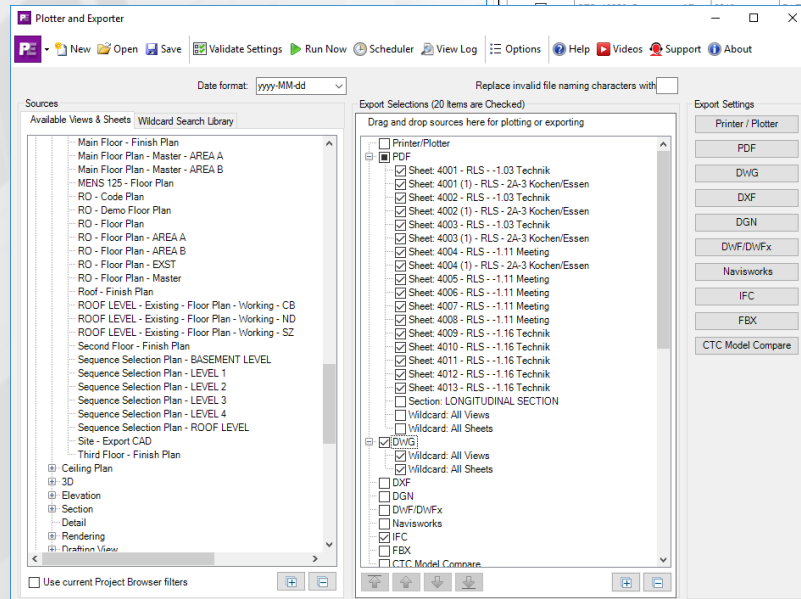 Plotter and Exporter
PE New Open Save Validate Settings Run Now Scheduler View Log Options Help Videos Support About
Date format: yyyy-MM-dd Replace invalid file naming characters with
Sources
Available Views & Sheets Wildcard Search Library
Main Floor - Finish Plan
Main Floor Plan - Master - AREA A
Main Floor Plan - Master - AREA B
MENS 125 - Floor Plan
RO - Code Plan
RO - Demo Floor Plan
RO - Floor Plan
RO - Floor Plan - AREA A
RO - Floor Plan - AREA B
RO - Floor Plan - EXST
RO - Floor Plan - Master
Roof - Finish Plan
ROOF LEVEL - Existing - Floor Plan - Working - CB
ROOF LEVEL - Existing - Floor Plan - Working - ND
ROOF LEVEL - Existing - Floor Plan - Working - SZ
Second Floor - Finish Plan
Sequence Selection Plan - BASEMENT LEVEL
Sequence Selection Plan - LEVEL 1
Sequence Selection Plan - LEVEL 2
Sequence Selection Plan - LEVEL 3
Sequence Selection Plan - LEVEL 4
Sequence Selection Plan - ROOF LEVEL
Site - Export CAD
Third Floor - Finish Plan
Ceiling Plan
3D
Elevation
Section
Detail
Rendering
Drafting View
Use current Project Browser filters
Export Selections (20 Items are Checked)
Drag and drop sources here for plotting or exporting
Printer/Plotter
PDF
Sheet: 4001 - RLS - -1.03 Technik
Sheet: 4001 (1) - RLS - 2A-3 Kochen/Essen
Sheet: 4002 - RLS - -1.03 Technik
Sheet: 4002 (1) - RLS - 2A-3 Kochen/Essen
Sheet: 4003 - RLS - -1.03 Technik
Sheet: 4003 (1) - RLS - 2A-3 Kochen/Essen
Sheet: 4004 - RLS - -1.11 Meeting
Sheet: 4004 (1) - RLS - 2A-3 Kochen/Essen
Sheet: 4005 - RLS - -1.11 Meeting
Sheet: 4006 - RLS - -1.11 Meeting
Sheet: 4007 - RLS - -1.11 Meeting
Sheet: 4008 - RLS - -1.11 Meeting
Sheet: 4009 - RLS - -1.16 Technik
Sheet: 4010 - RLS - -1.16 Technik
Sheet: 4011 - RLS - -1.16 Technik
Sheet: 4012 - RLS - -1.16 Technik
Sheet: 4013 - RLS - -1.16 Technik
Section: LONGITUDINAL SECTION
Wildcard: All Views
Wildcard: All Sheets
DWG
Wildcard: All Views
Wildcard: All Sheets
DXF
DGN
DWF/DWFx
Navisworks
IFC
FBX
CTC Model Compare
Export Settings
Printer / Plotter
PDF
DWG
DXF
DGN
DWF/DWFx
Navisworks
IFC
FBX
CTC Model Compare